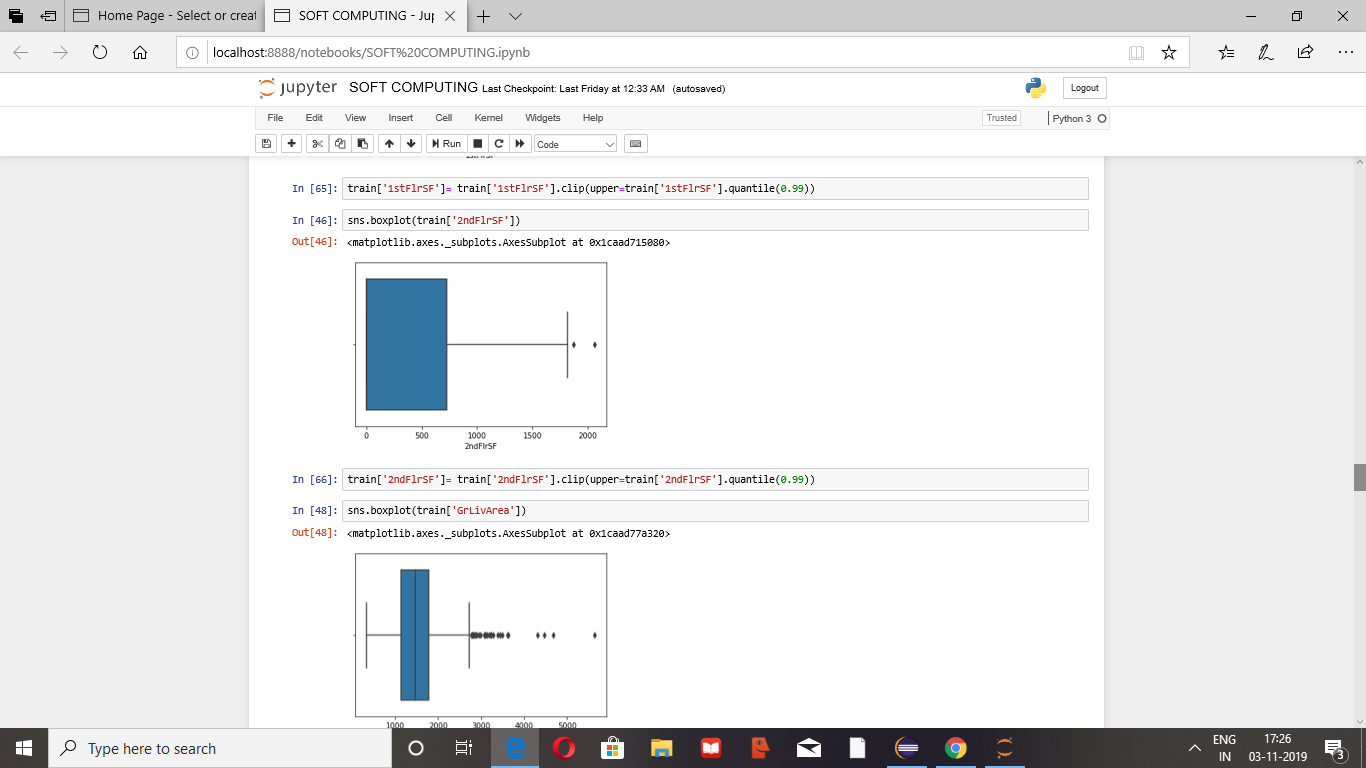 Home Page - Select or creat
SOFT COMPUTING - Jup
localhost:8888/notebooks/SOFT%20COMPUTING.ipynb
jupyter SOFT COMPUTING Last Checkpoint: Last Friday at 12:33 AM (autosaved)
Logout
File Edit View Insert Cell Kernel Widgets Help
Trusted
Python 3
Run
Code
In [65]: train['1stFlrSF']= train['1stFlrSF'].clip(upper=train['1stFlrSF'].quantile(0.99))
In [46]: sns.boxplot(train['2ndFlrSF'])
Out[46]: <matplotlib.axes._subplots.AxesSubplot at 0x1caad715080>
0 500 1000 1500 2000
2ndFlrSF
In [66]: train['2ndFlrSF']= train['2ndFlrSF'].clip(upper=train['2ndFlrSF'].quantile(0.99))
In [48]: sns.boxplot(train['GrLivArea'])
Out[48]: <matplotlib.axes._subplots.AxesSubplot at 0x1caad77a320>
1000 2000 3000 4000 5000
Type here to search
ENG
IN
17:26
03-11-2019
3